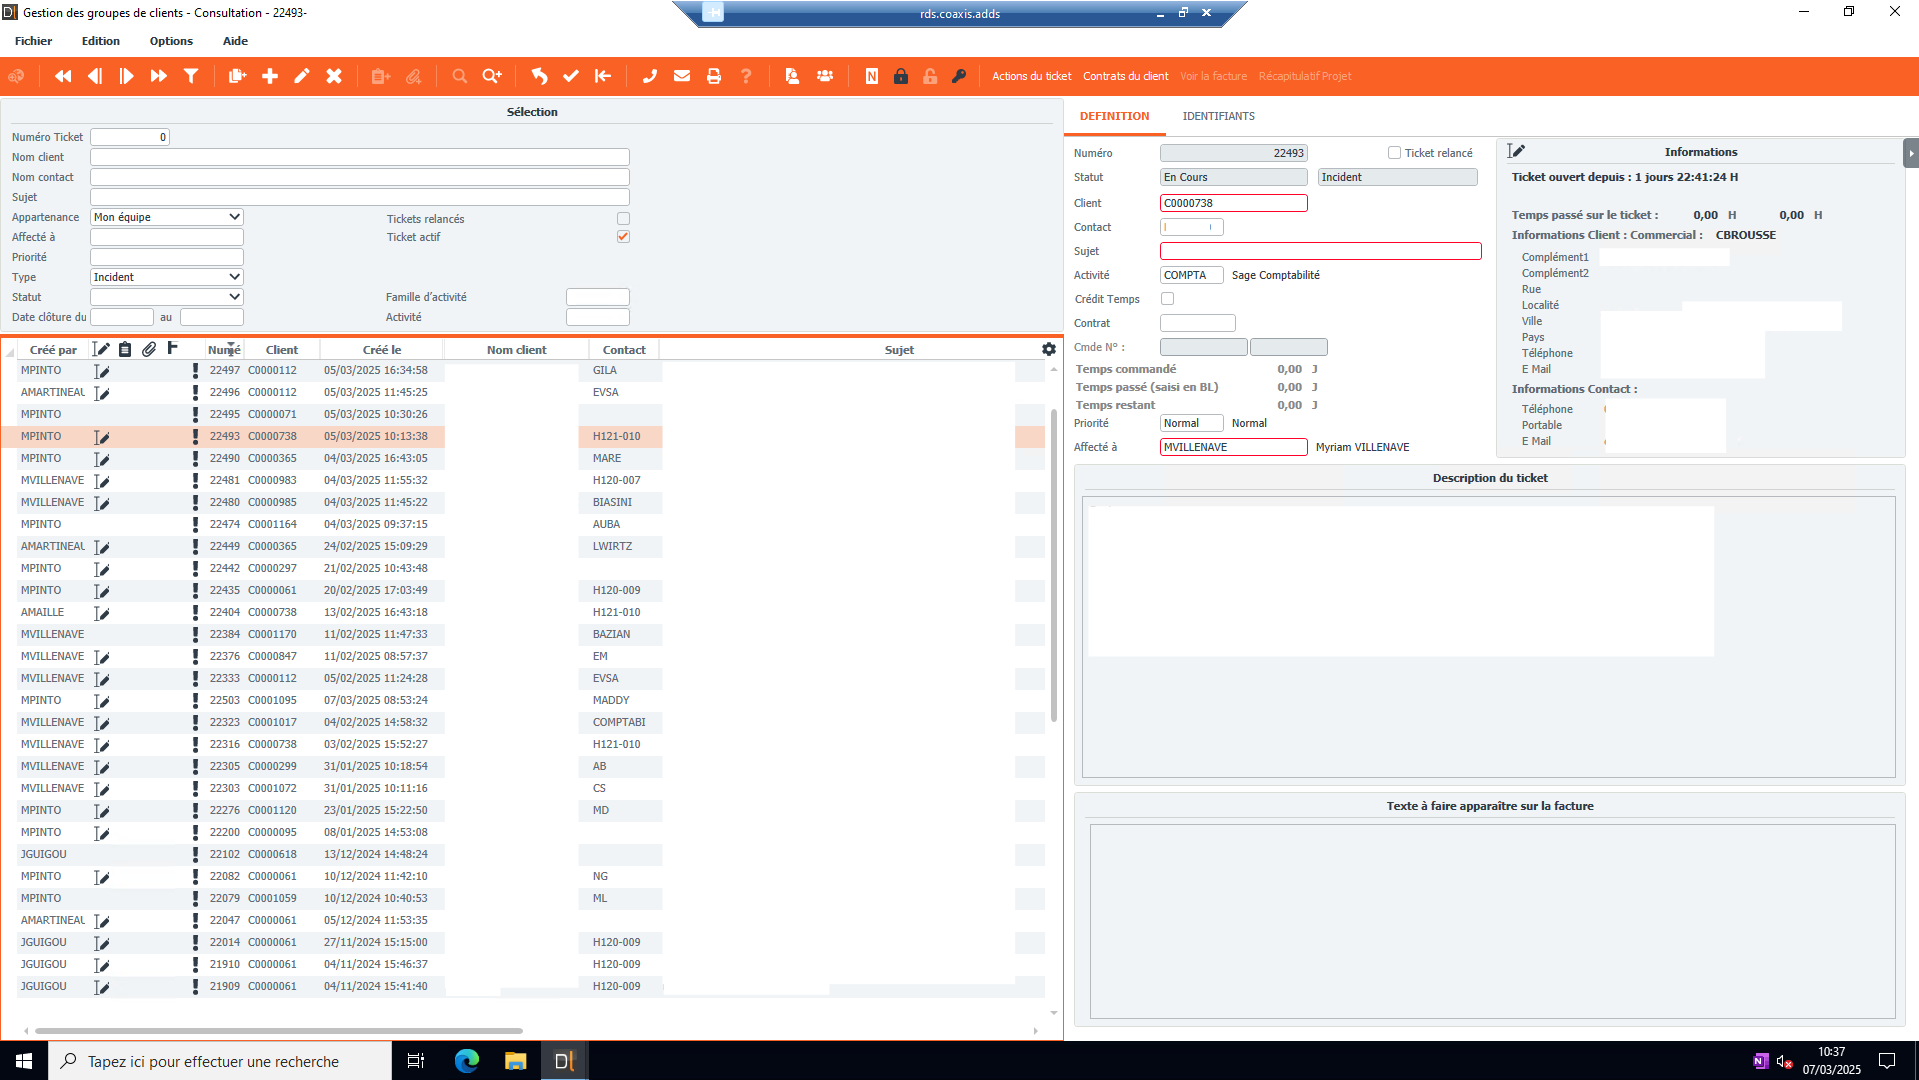 Gestion des groupes de clients - Consultation - 22493-
rds.coaxis.adds
Fichier Edition Options Aide
Actions du ticket Contrats du client Voir la facture Récapitulatif Projet
Sélection
Numéro Ticket 0
Nom client
Nom contact
Sujet
Appartenance Mon équipe Tickets relancés
Affecté à Ticket actif
Priorité
Type Incident
Statut Famille d'activité
Date clôture du au Activité
Créé par Numé Client Créé le Nom client Contact Sujet
MPINTO 22497 C0000112 05/03/2025 16:34:58 GILA
AMARTINEAU 22496 C0000112 05/03/2025 11:45:25 EVSA
MPINTO 22495 C0000071 05/03/2025 10:30:26
MPINTO 22493 C0000738 05/03/2025 10:13:38 H121-010
MPINTO 22490 C0000365 04/03/2025 16:43:05 MARE
MVILLENAVE 22481 C0000983 04/03/2025 11:55:32 H120-007
MVILLENAVE 22480 C0000985 04/03/2025 11:45:22 BIASINI
MPINTO 22474 C0001164 04/03/2025 09:37:15 AUBA
AMARTINEAU 22449 C0000365 24/02/2025 15:09:29 LWIRTZ
MPINTO 22442 C0000297 21/02/2025 10:43:48
MPINTO 22435 C0000061 20/02/2025 17:03:49 H120-009
AMAILLE 22404 C0000738 13/02/2025 16:43:18 H121-010
MVILLENAVE 22384 C0001170 11/02/2025 11:47:33 BAZIAN
MVILLENAVE 22376 C0000847 11/02/2025 08:57:37 EM
MVILLENAVE 22333 C0000112 05/02/2025 11:24:28 EVSA
MPINTO 22503 C0001095 07/03/2025 08:53:24 MADDY
MVILLENAVE 22323 C0001017 04/02/2025 14:58:32 COMPTABI
MVILLENAVE 22316 C0000738 03/02/2025 15:52:27 H121-010
MVILLENAVE 22305 C0000299 31/01/2025 10:18:54 AB
MVILLENAVE 22303 C0001072 31/01/2025 10:11:16 CS
MPINTO 22276 C0001120 23/01/2025 15:22:50 MD
MPINTO 22200 C0000095 08/01/2025 14:53:08
JGUIGOU 22102 C0000618 13/12/2024 14:48:24
MPINTO 22082 C0000061 10/12/2024 11:42:10 NG
MPINTO 22079 C0001059 10/12/2024 10:40:53 ML
AMARTINEAU 22047 C0000061 05/12/2024 11:53:35
JGUIGOU 22014 C0000061 27/11/2024 15:15:00 H120-009
JGUIGOU 21910 C0000061 04/11/2024 15:46:37 H120-009
JGUIGOU 21909 C0000061 04/11/2024 15:41:40 H120-009
DEFINITION IDENTIFIANTS
Numéro 22493 Ticket relancé
Statut En Cours Incident
Client C0000738
Contact
Sujet
Activité COMPTA Sage Comptabilité
Crédit Temps
Contrat
Cmde N° :
Temps commandé 0,00 J
Temps passé (saisi en BL) 0,00 J
Temps restant 0,00 J
Priorité Normal Normal
Affecté à MVILLENAVE Myriam VILLENAVE
Informations
Ticket ouvert depuis : 1 jours 22:41:24 H
Temps passé sur le ticket : 0,00 H 0,00 H
Informations Client : Commercial : CBROUSSE
Complément1
Complément2
Rue
Localité
Ville
Pays
Téléphone
E Mail
Informations Contact :
Téléphone
Portable
E Mail
Description du ticket
Texte à faire apparaître sur la facture
Tapez ici pour effectuer une recherche
10:37
07/03/2025